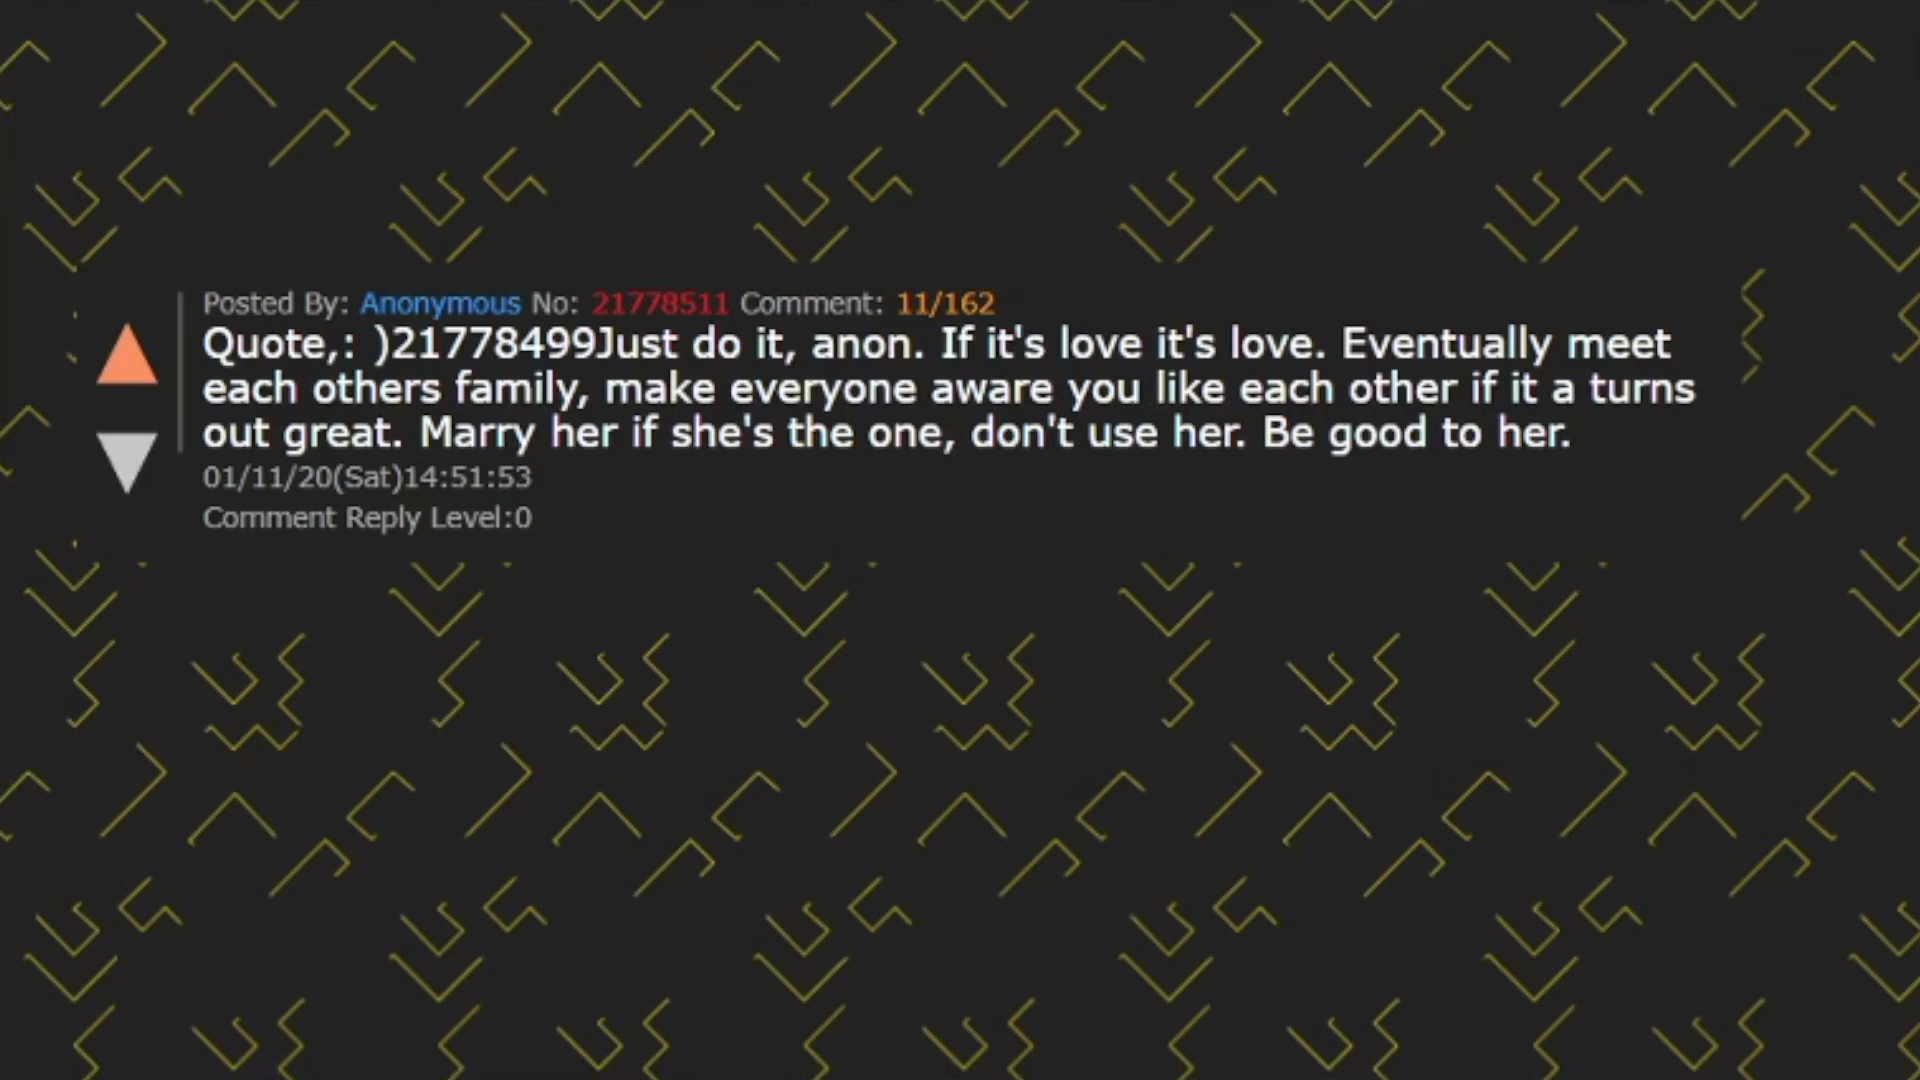 Posted By: Anonymous No: 21778511 Comment: 11/162
Quote,: )21778499Just do it, anon. If it's love it's love. Eventually meet
each others family, make everyone aware you like each other if it a turns
out great. Marry her if she's the one, don't use her. Be good to her.
01/11/20(Sat)14:51:53
Comment Reply Level:0